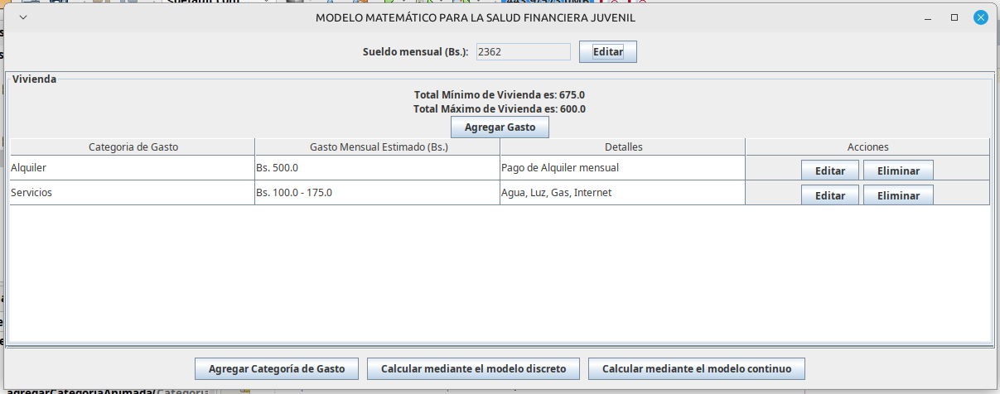 MODELO MATEMÁTICO PARA LA SALUD FINANCIERA JUVENIL
Sueldo mensual (Bs.): 2362 Editar
Vivienda
Total Mínimo de Vivienda es: 675.0
Total Máximo de Vivienda es: 600.0
Agregar Gasto
Categoria de Gasto Gasto Mensual Estimado (Bs.) Detalles Acciones
Alquiler Bs. 500.0 Pago de Alquiler mensual Editar Eliminar
Servicios Bs. 100.0 - 175.0 Agua, Luz, Gas, Internet Editar Eliminar
Agregar Categoría de Gasto Calcular mediante el modelo discreto Calcular mediante el modelo continuo